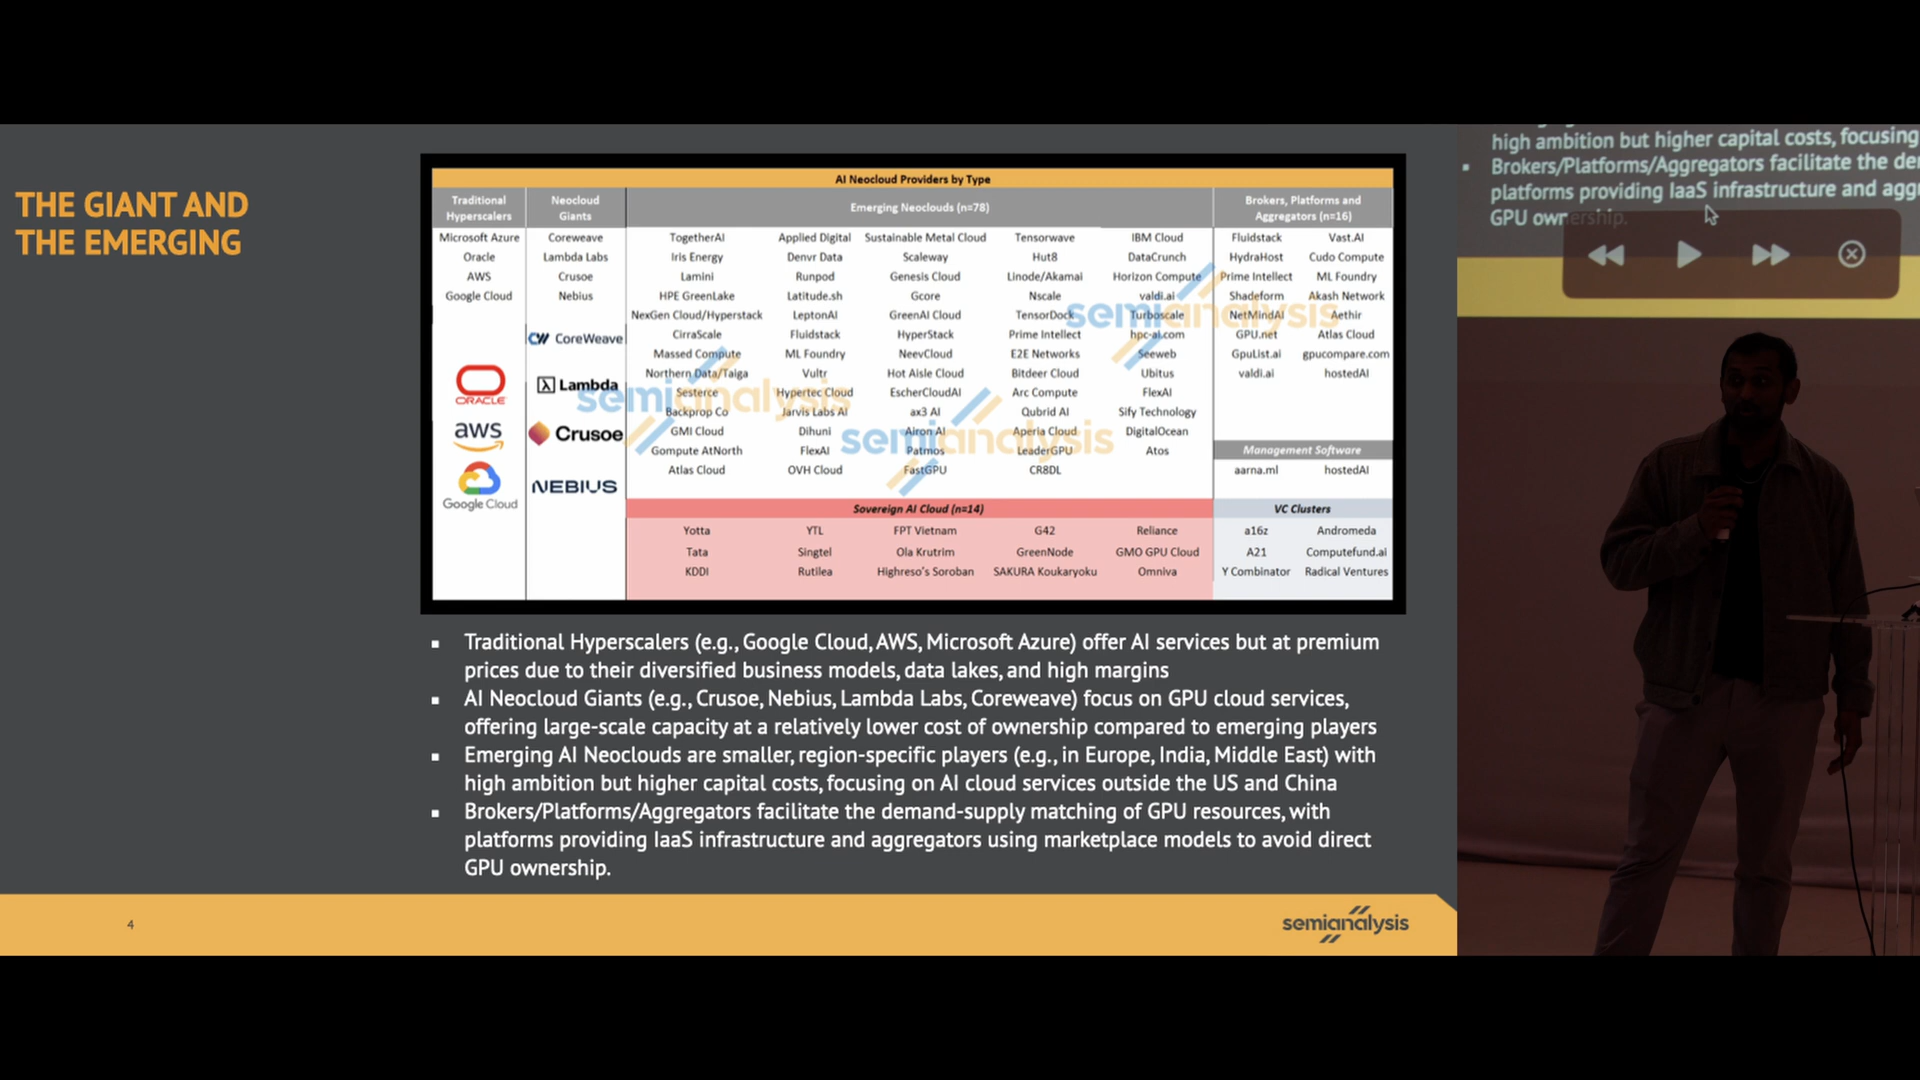 THE GIANT AND
THE EMERGING
AI Neocloud Providers by Type
Traditional Hyperscalers
Neocloud Giants
Emerging Neoclouds (n=78)
Brokers, Platforms and Aggregators (n=16)
Microsoft Azure Coreweave TogetherAI Applied Digital Sustainable Metal Cloud Tensorwave IBM Cloud Fluidstack Vast.AI
Oracle Lambda Labs Iris Energy Denvr Data Scaleway Hut8 DataCrunch HydraHost Cudo Compute
AWS Crusoe Lamini Runpod Genesis Cloud Linode/Akamai Horizon Compute Prime Intellect ML Foundry
Google Cloud Nebius HPE GreenLake Latitude.sh Gcore Nscale valdi.ai Shadeform Akash Network
NexGen Cloud/Hyperstack LeptonAI GreenAI Cloud TensorDock Turboscale NetMindAI Aethir
CirraScale Fluidstack HyperStack Prime Intellect hpc-ai.com GPU.net Atlas Cloud
Massed Compute ML Foundry NeevCloud E2E Networks Seeweb GpuList.ai gpucompare.com
Northern Data/Taiga Vultr Hot Aisle Cloud Bitdeer Cloud Ubitus valdi.ai hostedAI
Sesterce Hypertec Cloud EscherCloudAI Arc Compute FlexAI
Backprop Co Jarvis Labs AI ax3 AI Qubrid AI Sify Technology
GMI Cloud Dihuni Airon AI Aperia Cloud DigitalOcean
Gompute AtNorth FlexAI Patmos LeaderGPU Atos
Atlas Cloud OVH Cloud FastGPU CR8DL
CoreWeave
Lambda
Crusoe
NEBIUS
ORACLE
aws
Google Cloud
semianalysis
semianalysis
semianalysis
Management Software
aarna.ml hostedAI
Sovereign AI Cloud (n=14)
VC Clusters
Yotta YTL FPT Vietnam G42 Reliance a16z Andromeda
Tata Singtel Ola Krutrim GreenNode GMO GPU Cloud A21 Computefund.ai
KDDI Rutilea Highreso's Soroban SAKURA Koukaryoku Omniva Y Combinator Radical Ventures
▪ Traditional Hyperscalers (e.g., Google Cloud, AWS, Microsoft Azure) offer AI services but at premium
prices due to their diversified business models, data lakes, and high margins
▪ AI Neocloud Giants (e.g., Crusoe, Nebius, Lambda Labs, Coreweave) focus on GPU cloud services,
offering large-scale capacity at a relatively lower cost of ownership compared to emerging players
▪ Emerging AI Neoclouds are smaller, region-specific players (e.g., in Europe, India, Middle East) with
high ambition but higher capital costs, focusing on AI cloud services outside the US and China
▪ Brokers/Platforms/Aggregators facilitate the demand-supply matching of GPU resources, with
platforms providing IaaS infrastructure and aggregators using marketplace models to avoid direct
GPU ownership.
4
semianalysis
high ambition but higher capital costs, focusing
▪ Brokers/Platforms/Aggregators facilitate the de
platforms providing IaaS infrastructure and agg
GPU ownership.